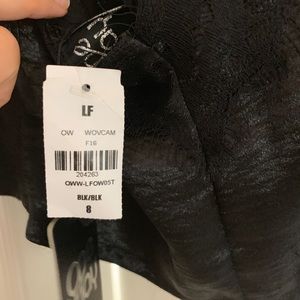 LF
OW WOVCAM
F16
204263
OWW-LFOW05T
BLK/BLK
8